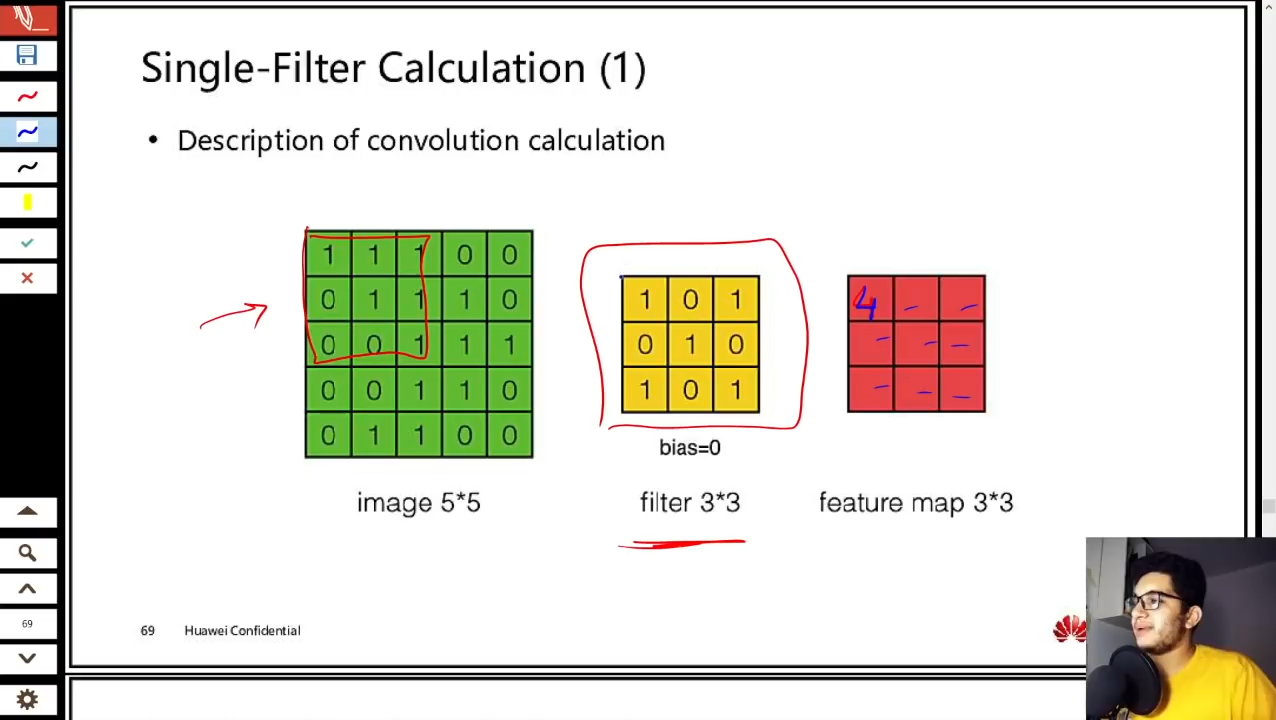 Single-Filter Calculation (1)
• Description of convolution calculation
1 1 1 0 0
0 1 1 1 0
0 0 1 1 1
0 0 1 1 0
0 1 1 0 0
1 0 1
0 1 0
1 0 1
4 - -
- - -
- - -
bias=0
image 5*5
filter 3*3
feature map 3*3
69 Huawei Confidential
69